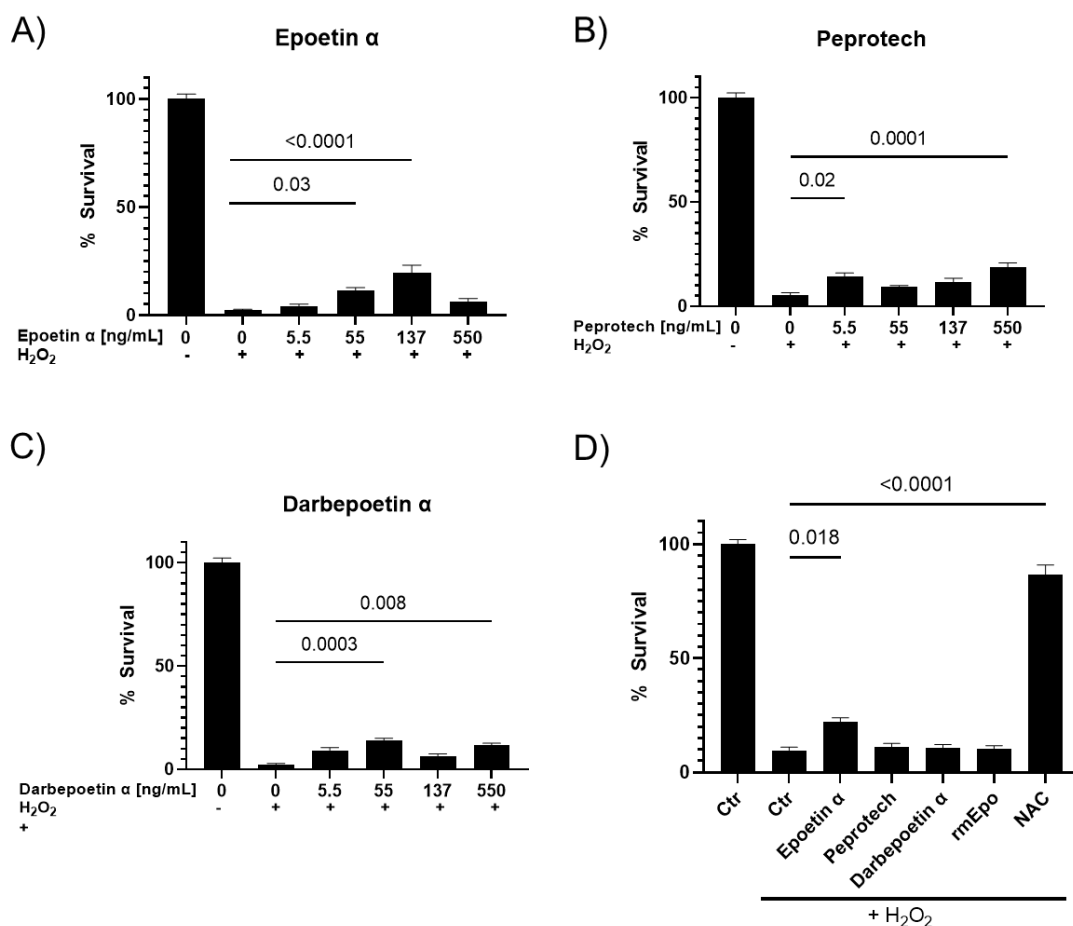 A)
Epoetin α
% Survival
100
50
0
<0.0001
0.03
Epoetin α [ng/mL] 0 0 5.5 55 137 550
H₂O₂ - + + + + +
B)
Peprotech
% Survival
100
50
0
0.0001
0.02
Peprotech [ng/mL] 0 0 5.5 55 137 550
H₂O₂ - + + + + +
C)
Darbepoetin α
% Survival
100
50
0
0.008
0.0003
Darbepoetin α [ng/mL] 0 0 5.5 55 137 550
H₂O₂ - + + + + +
+
D)
% Survival
100
50
0
<0.0001
0.018
Ctr Ctr Epoetin α Peprotech Darbepoetin α rmEpo NAC
+ H₂O₂